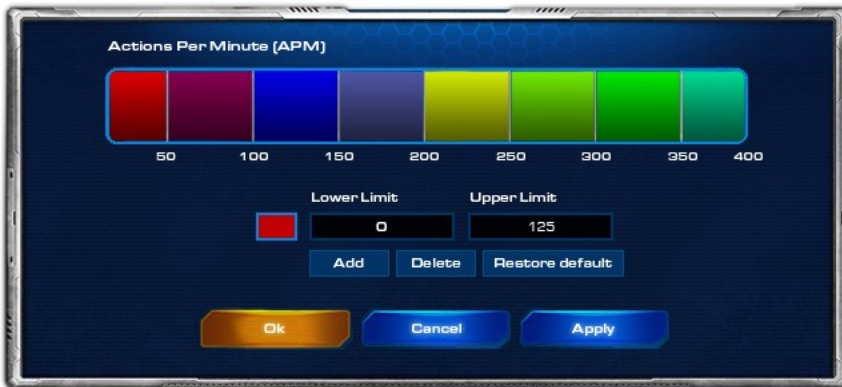 Actions Per Minute (APM)
50 100 150 200 250 300 350 400
Lower Limit Upper Limit
0 125
Add Delete Restore default
Ok Cancel Apply